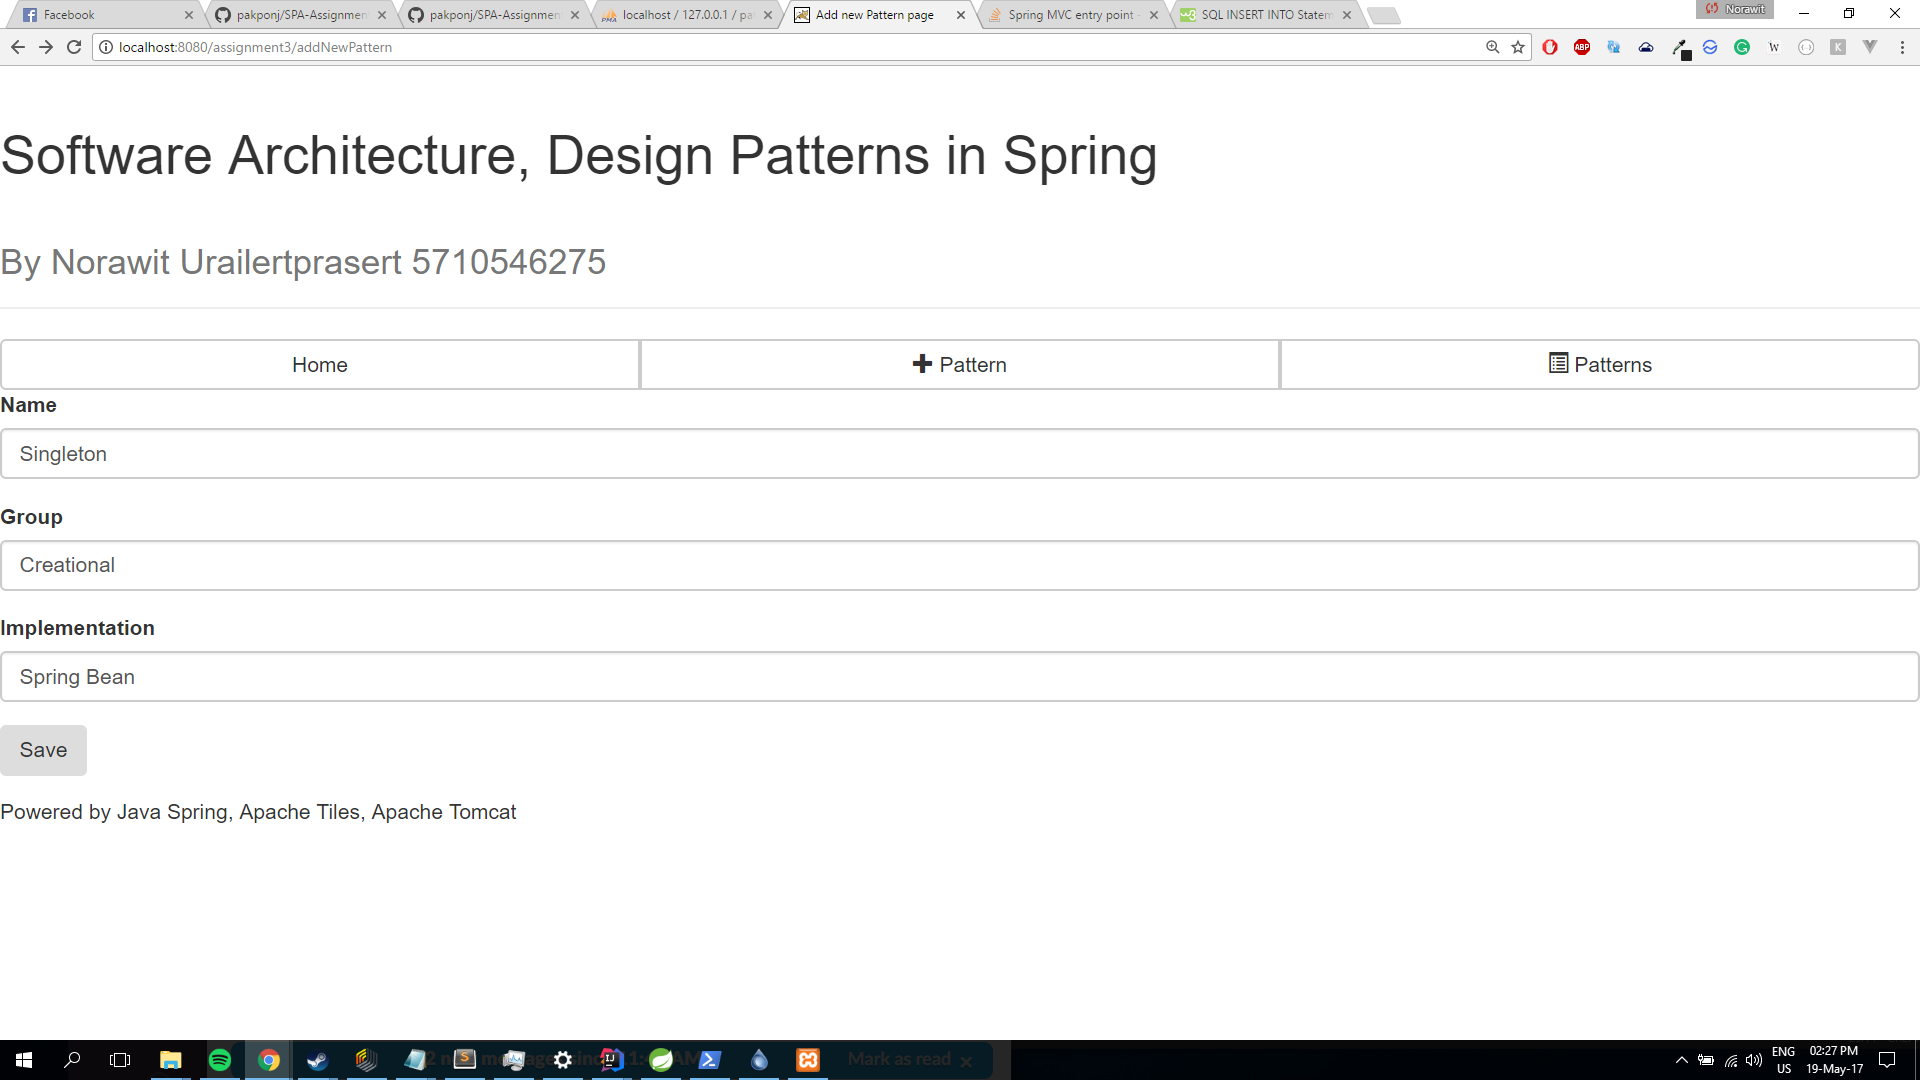 Facebook
pakponj/SPA-Assignmen
pakponj/SPA-Assignmen
localhost / 127.0.0.1 / pa
Add new Pattern page
Spring MVC entry point -
SQL INSERT INTO Statem
Norawit
localhost:8080/assignment3/addNewPattern
Software Architecture, Design Patterns in Spring
By Norawit Urailertprasert 5710546275
Home
Pattern
Patterns
Name
Singleton
Group
Creational
Implementation
Spring Bean
Save
Powered by Java Spring, Apache Tiles, Apache Tomcat
Mark as read
ENG
US
02:27 PM
19-May-17